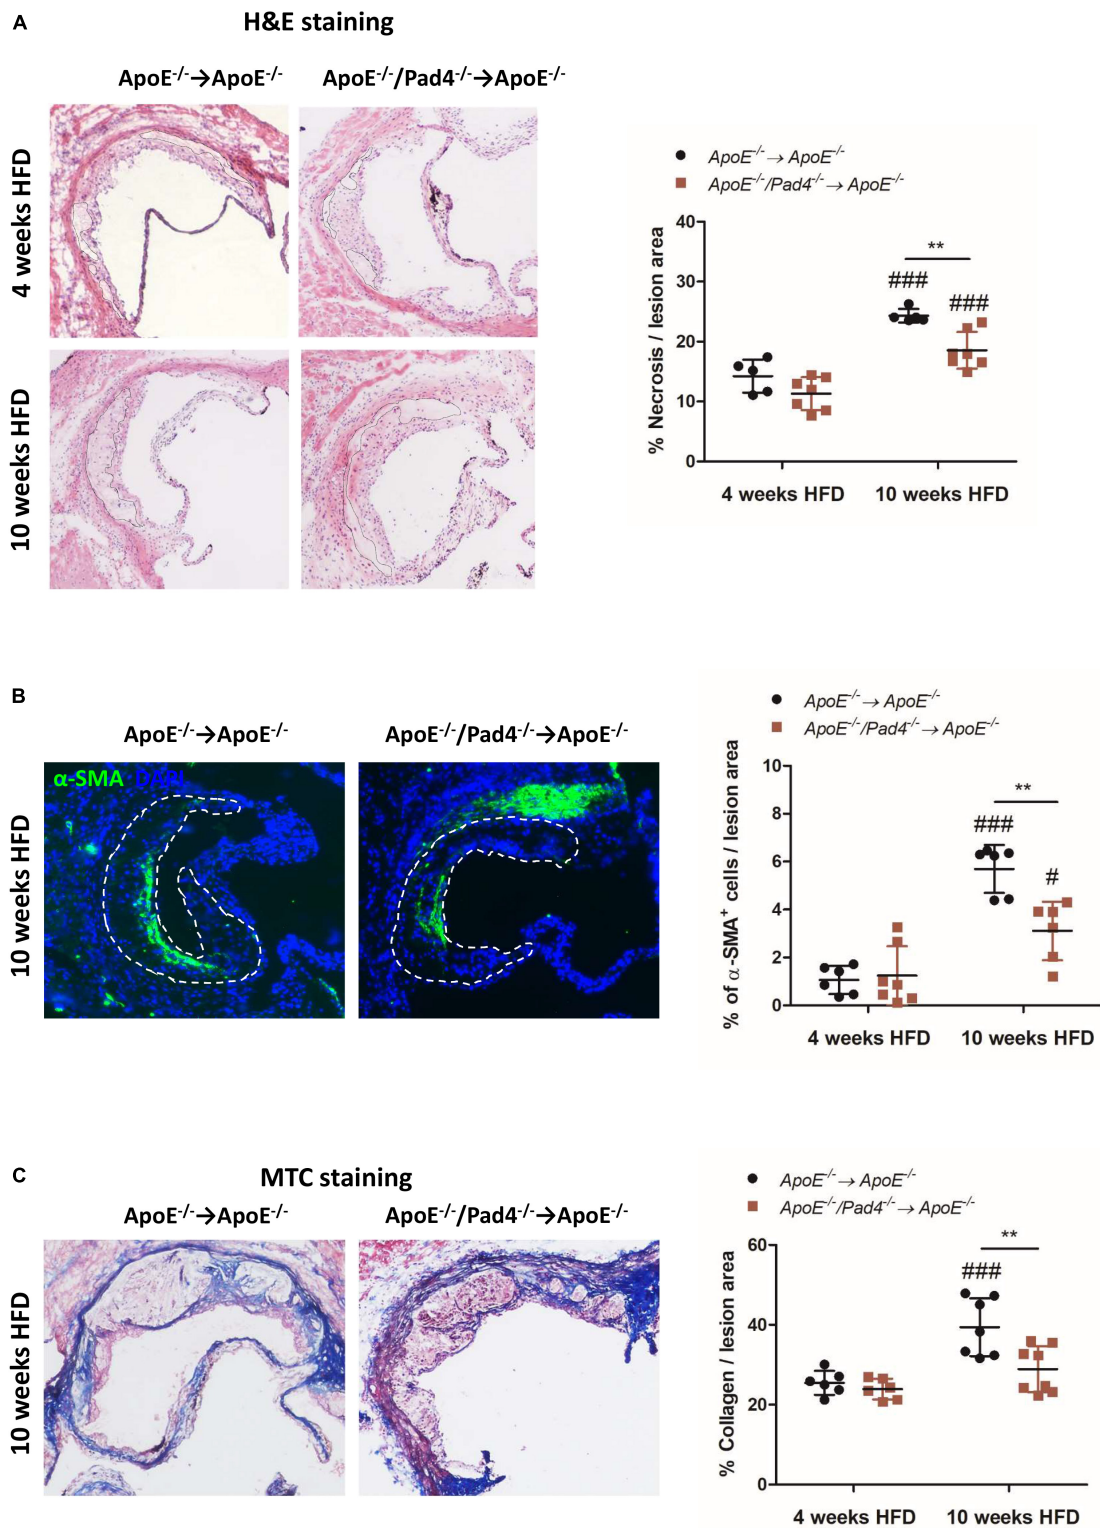 A
H&E staining
ApoE-/-→ApoE-/-
ApoE-/-/Pad4-/-→ApoE-/-
4 weeks HFD
10 weeks HFD
ApoE-/-→ ApoE-/-
ApoE-/-/Pad4-/-→ ApoE-/-
% Necrosis / lesion area
40
30
20
10
0
###
**
###
4 weeks HFD
10 weeks HFD
B
ApoE-/-→ApoE-/-
ApoE-/-/Pad4-/-→ApoE-/-
10 weeks HFD
α-SMA DAPI
ApoE-/-→ ApoE-/-
ApoE-/-/Pad4-/-→ ApoE-/-
% of α-SMA+ cells / lesion area
10
8
6
4
2
0
###
**
#
4 weeks HFD
10 weeks HFD
C
MTC staining
ApoE-/-→ApoE-/-
ApoE-/-/Pad4-/-→ApoE-/-
10 weeks HFD
ApoE-/-→ ApoE-/-
ApoE-/-/Pad4-/-→ ApoE-/-
% Collagen / lesion area
60
40
20
0
###
**
4 weeks HFD
10 weeks HFD